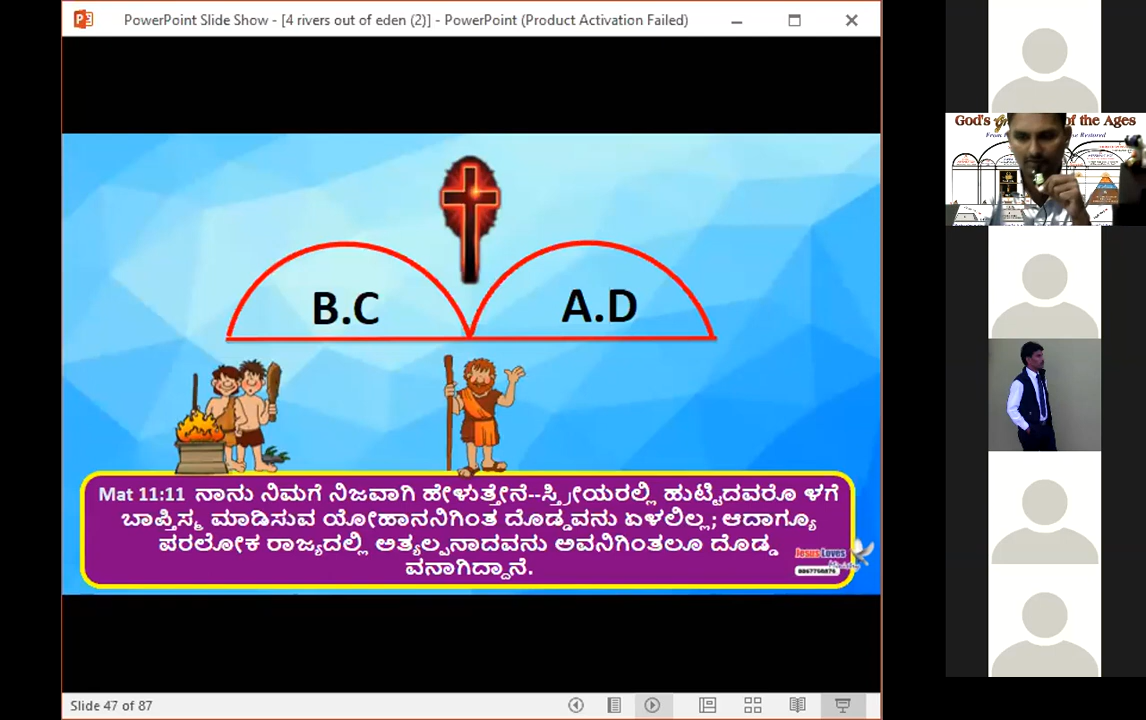 PowerPoint Slide Show - [4 rivers out of eden (2)] - PowerPoint (Product Activation Failed)
God's of the Ages
B.C
A.D
Mat 11:11 ನಾನು ನಿಮಗೆ ನಿಜವಾಗಿ ಹೇಳುತ್ತೇನೆ--ಸ್ತ್ರೀಯರಲ್ಲಿ ಹುಟ್ಟಿದವರೊ ಳಗೆ
ಬಾಪ್ತಿಸ್ಮ ಮಾಡಿಸುವ ಯೋಹಾನನಿಗಿಂತ ದೊಡ್ಡವನು ಏಳಲಿಲ್ಲ; ಆದಾಗ್ಯೂ
ಪರಲೋಕ ರಾಜ್ಯದಲ್ಲಿ ಅತ್ಯಲ್ಪನಾದವನು ಅವನಿಗಿಂತಲೂ ದೊಡ್ಡ
ವನಾಗಿದ್ದಾನೆ.
Jesus Loves
Ministry
8867798876
Slide 47 of 87